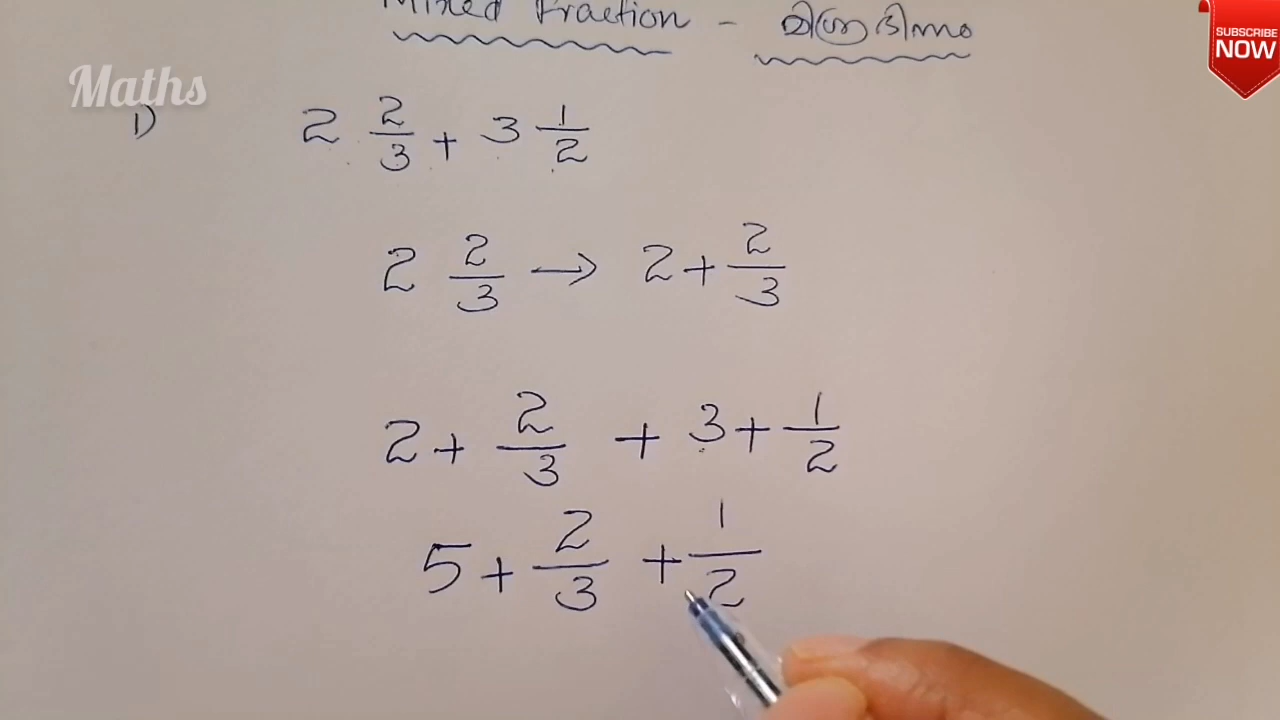 Mixed Fraction - മിശ്രഭിന്നം
SUBSCRIBE
NOW
Maths
1) 2 2/3 + 3 1/2
2 2/3 → 2 + 2/3
2 + 2/3 + 3 + 1/2
5 + 2/3 + 1/2